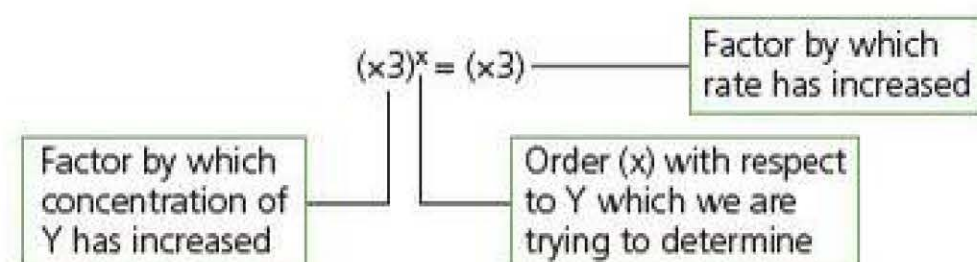 (×3)ˣ = (×3)
Factor by which
rate has increased
Factor by which
concentration of
Y has increased
Order (x) with respect
to Y which we are
trying to determine